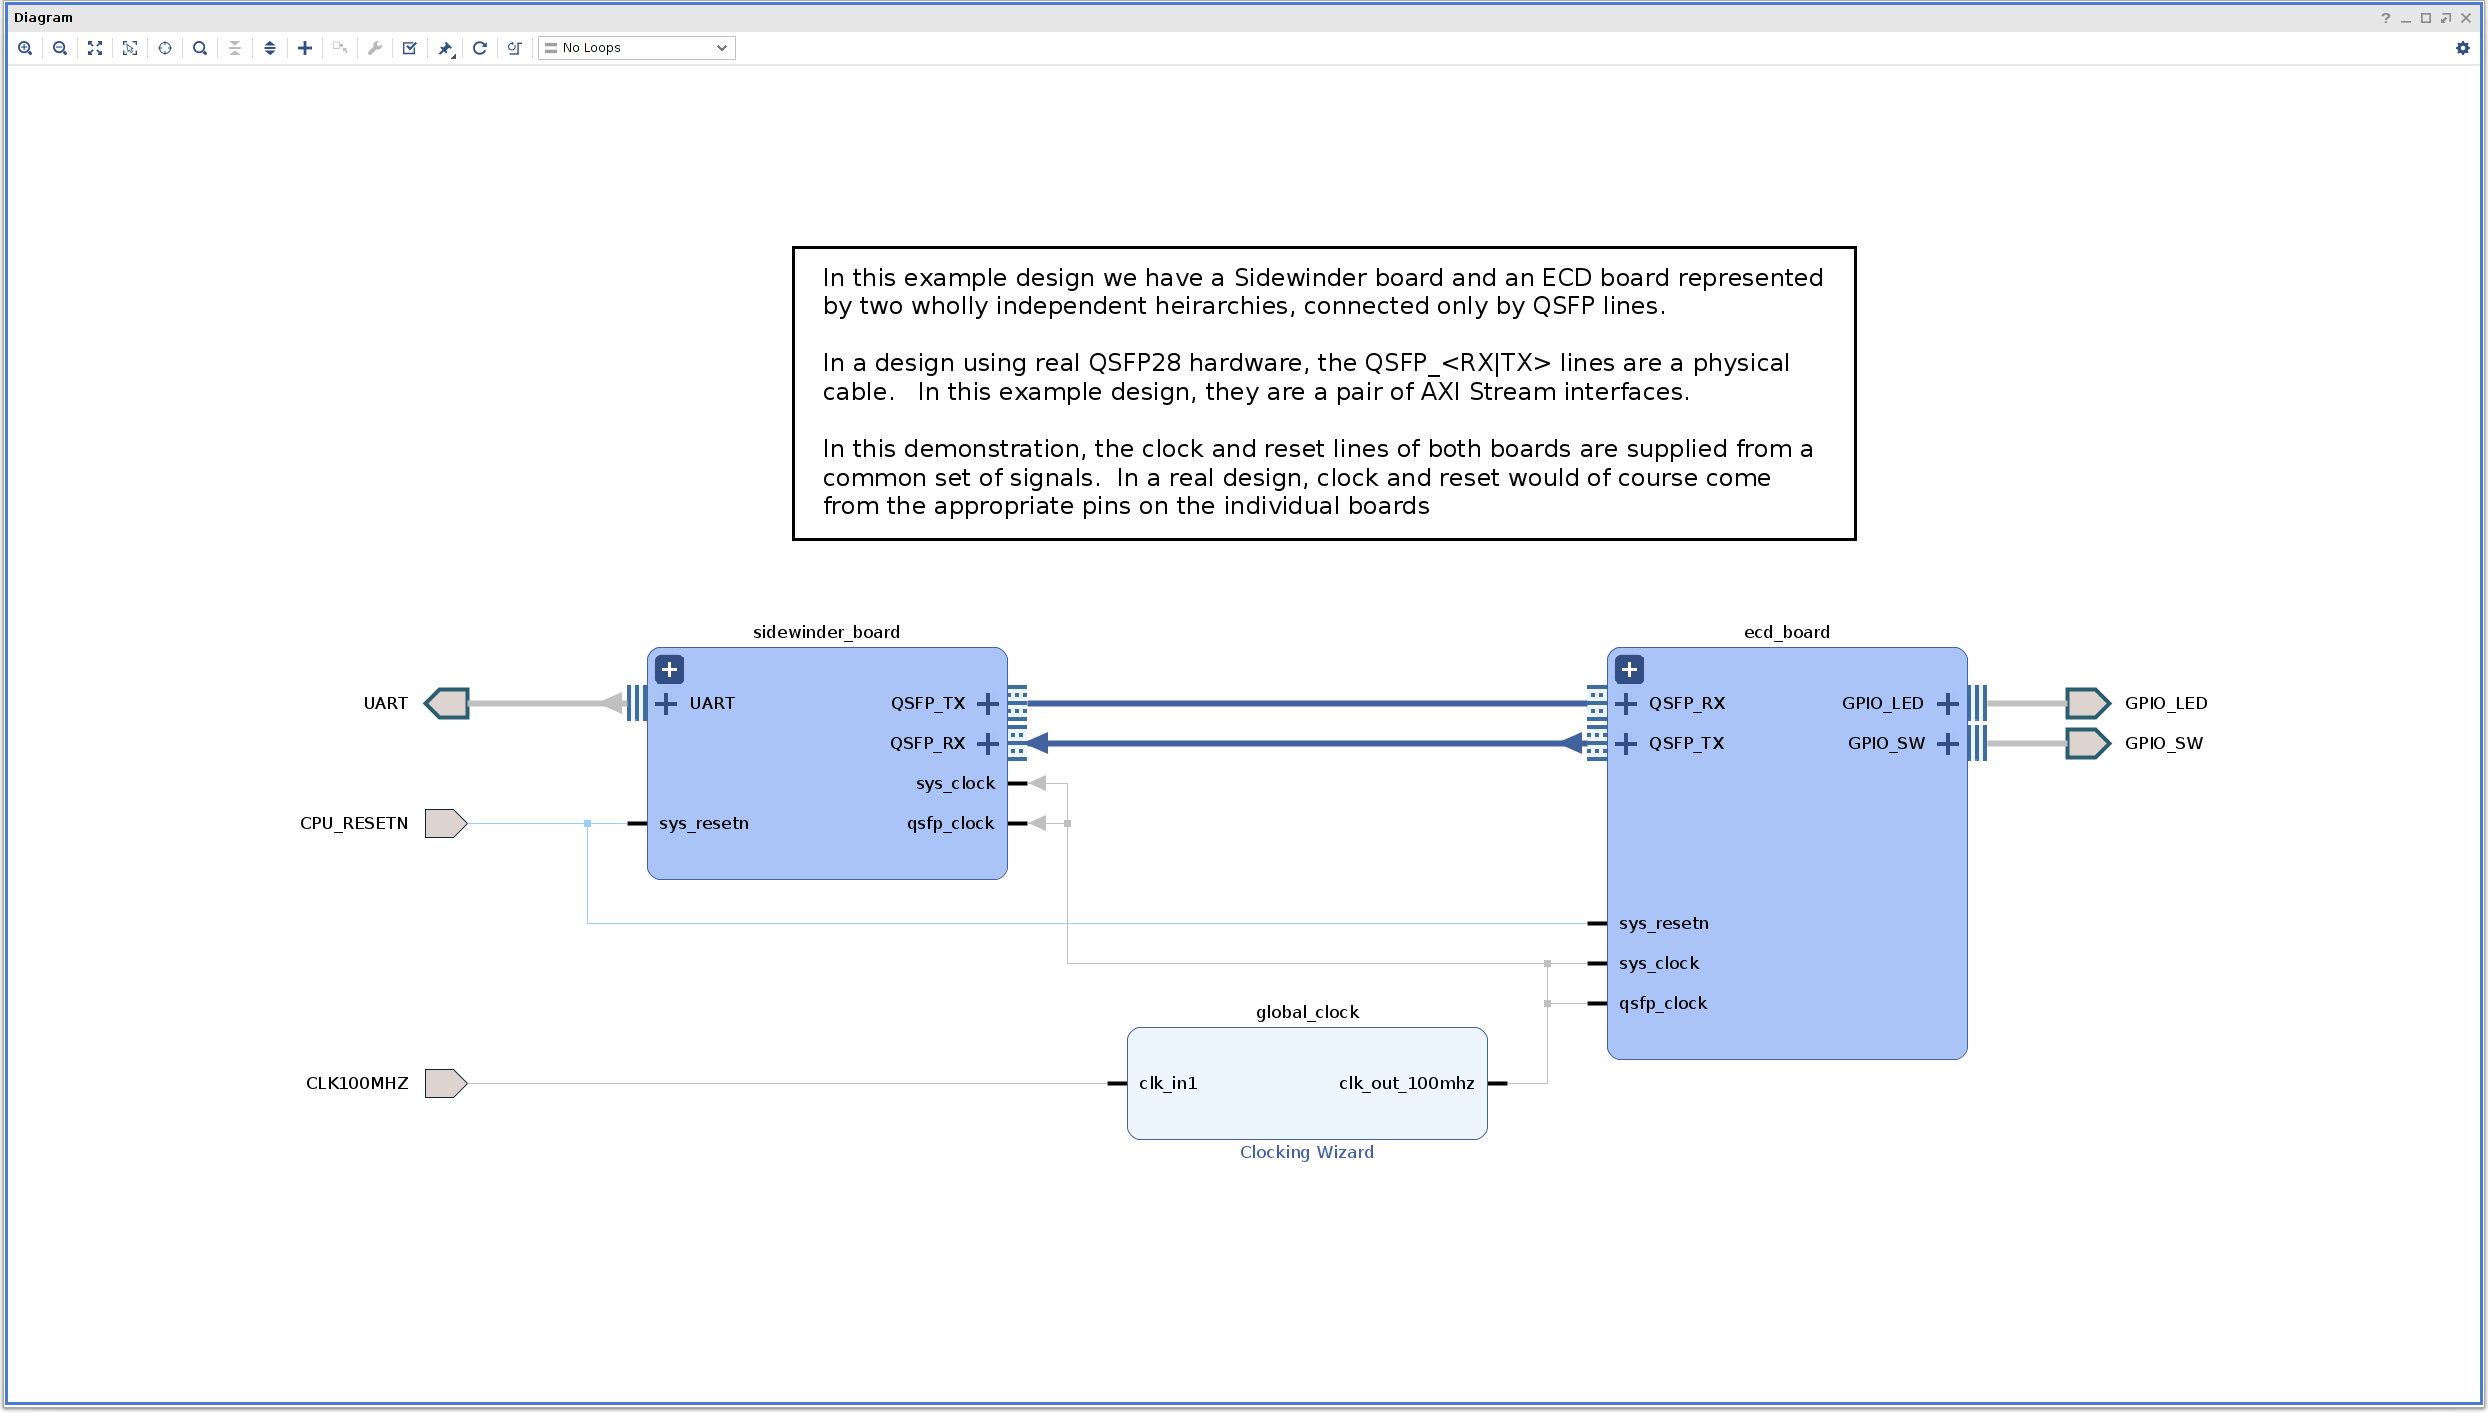 Diagram
No Loops
In this example design we have a Sidewinder board and an ECD board represented
by two wholly independent heirarchies, connected only by QSFP lines.
In a design using real QSFP28 hardware, the QSFP_<RX|TX> lines are a physical
cable.   In this example design, they are a pair of AXI Stream interfaces.
In this demonstration, the clock and reset lines of both boards are supplied from a
common set of signals.  In a real design, clock and reset would of course come
from the appropriate pins on the individual boards
sidewinder_board
UART
UART
QSFP_TX
QSFP_RX
sys_clock
CPU_RESETN
sys_resetn
qsfp_clock
ecd_board
QSFP_RX
GPIO_LED
GPIO_LED
QSFP_TX
GPIO_SW
GPIO_SW
sys_resetn
sys_clock
qsfp_clock
global_clock
CLK100MHZ
clk_in1
clk_out_100mhz
Clocking Wizard